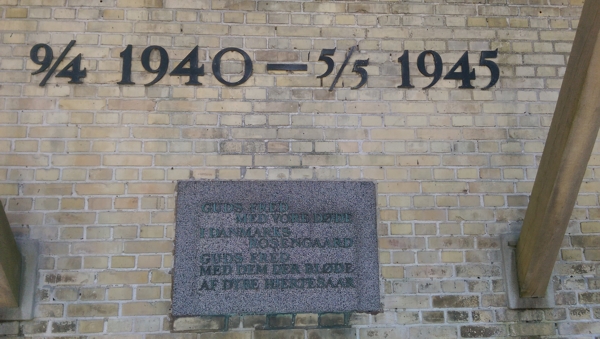 9/4 1940 — 5/5 1945
GUDS FRED
MED VORE DØDE
I DANMARKS
ROSENGAARD
GUDS FRED
MED DEM DER BLØDE
AF DYBE HJERTESAAR